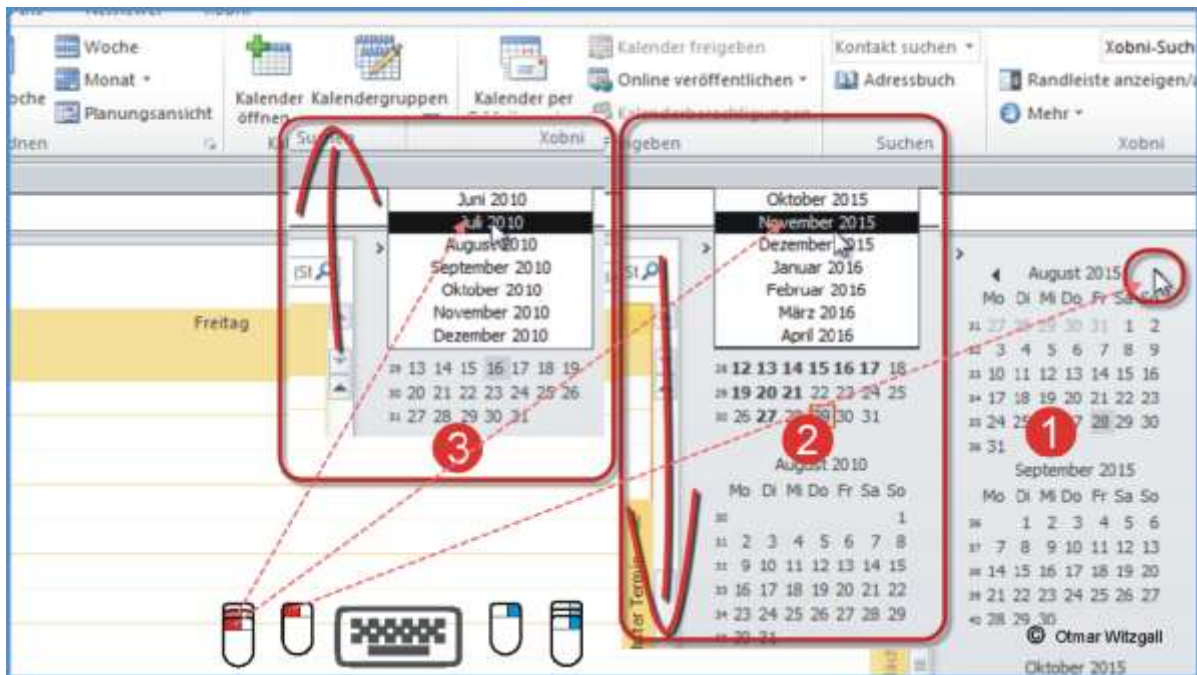 Woche
Monat
Planungsansicht
Kalender öffnen
Kalendergruppen
Kalender per
Kalender freigeben
Online veröffentlichen
Kalenderberechtigungen
Kontakt suchen
Adressbuch
Suchen
Xobni-Such
Randleiste anzeigen/
Mehr
Xobni
Xobni
igeben
Freitag
Juni 2010
Juli 2010
August 2010
September 2010
Oktober 2010
November 2010
Dezember 2010
29 13 14 15 16 17 18 19
30 20 21 22 23 24 25 26
31 27 28 29 30 31
3
Oktober 2015
November 2015
Dezember 2015
Januar 2016
Februar 2016
März 2016
April 2016
12 13 14 15 16 17 18
19 20 21 22 23 24 25
26 27 28 29 30 31
2
August 2010
Mo Di Mi Do Fr Sa So
1
2 3 4 5 6 7 8
9 10 11 12 13 14 15
16 17 18 19 20 21 22
23 24 25 26 27 28 29
30 31
August 2015
Mo Di Mi Do Fr Sa So
27 28 29 30 31 1 2
3 4 5 6 7 8 9
10 11 12 13 14 15 16
17 18 19 20 21 22 23
24 25 27 28 29 30
31
1
September 2015
Mo Di Mi Do Fr Sa So
1 2 3 4 5 6
7 8 9 10 11 12 13
14 15 16 17 18 19 20
21 22 23 24 25 26 27
28 29 30
© Otmar Witzgall
Oktober 2015